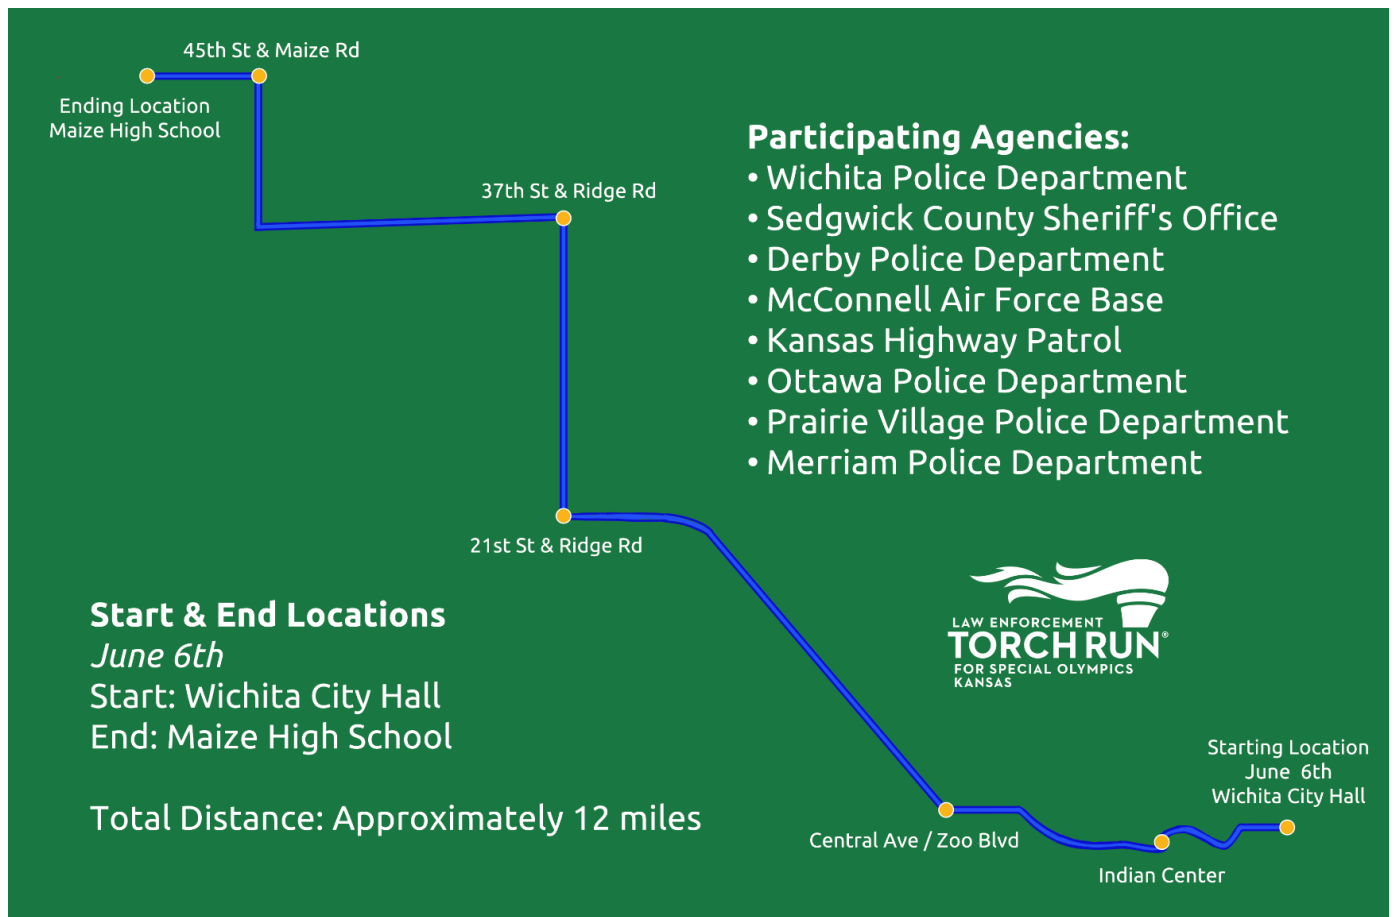 45th St & Maize Rd
Ending Location
Maize High School
37th St & Ridge Rd
Participating Agencies:
• Wichita Police Department
• Sedgwick County Sheriff's Office
• Derby Police Department
• McConnell Air Force Base
• Kansas Highway Patrol
• Ottawa Police Department
• Prairie Village Police Department
• Merriam Police Department
21st St & Ridge Rd
Start & End Locations
June 6th
Start: Wichita City Hall
End: Maize High School
Total Distance: Approximately 12 miles
LAW ENFORCEMENT
TORCH RUN®
FOR SPECIAL OLYMPICS
KANSAS
Starting Location
June 6th
Wichita City Hall
Central Ave / Zoo Blvd
Indian Center